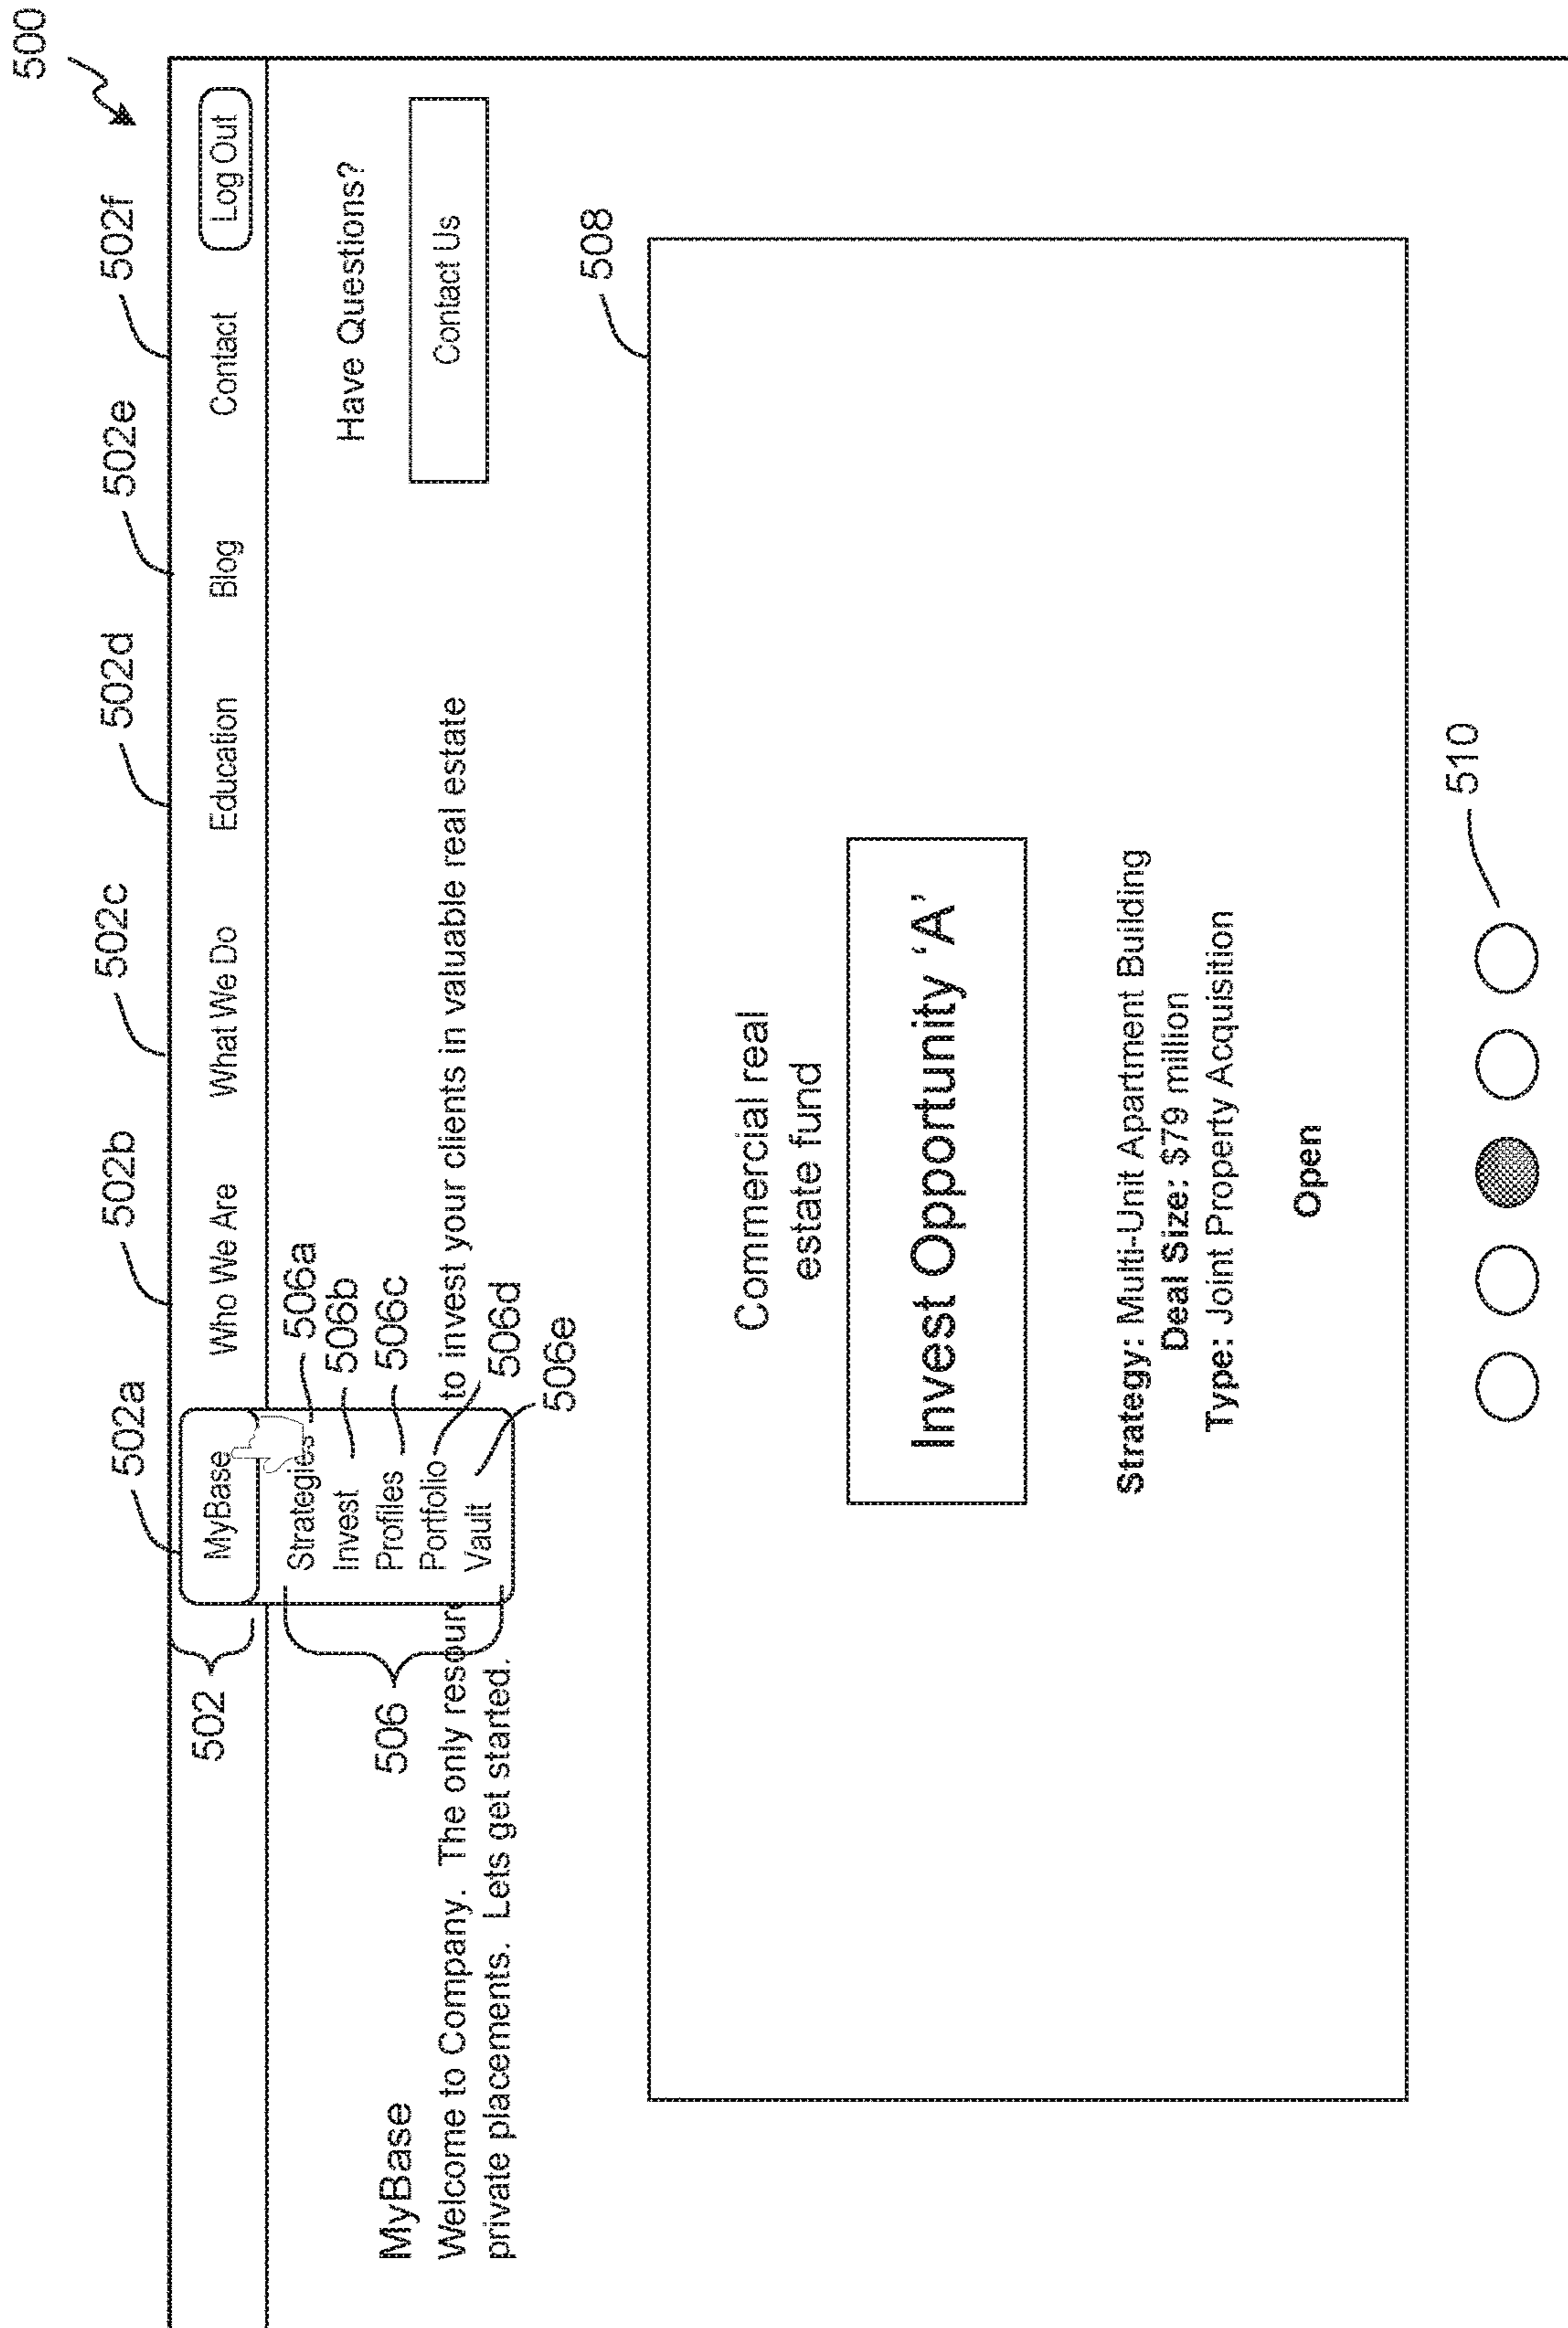 500
502a
502b
502c
502d
502e
502f
502
MyBase
Who We Are
What We Do
Education
Blog
Contact
Log Out
Strategies
506a
Invest
506b
Profiles
506c
Portfolio
506d
Vault
506e
506
Have Questions?
Contact Us
MyBase
Welcome to Company. The only to invest your clients in valuable real estate
private placements. Lets get started.
508
Commercial real
estate fund
Invest Opportunity ‘A’
Strategy: Multi-Unit Apartment Building
Deal Size: $79 million
Type: Joint Property Acquisition
Open
510